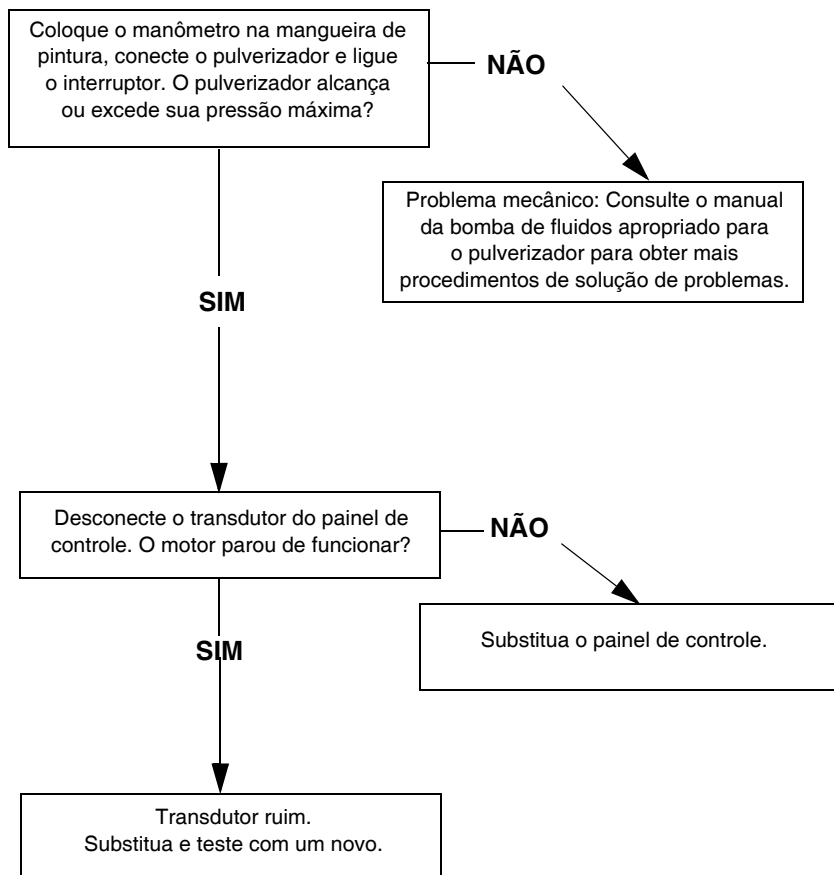 Coloque o manômetro na mangueira de
pintura, conecte o pulverizador e ligue
o interruptor. O pulverizador alcança
ou excede sua pressão máxima?
NÃO
Problema mecânico: Consulte o manual
da bomba de fluidos apropriado para
o pulverizador para obter mais
procedimentos de solução de problemas.
SIM
Desconecte o transdutor do painel de
controle. O motor parou de funcionar?
NÃO
Substitua o painel de controle.
SIM
Transdutor ruim.
Substitua e teste com um novo.